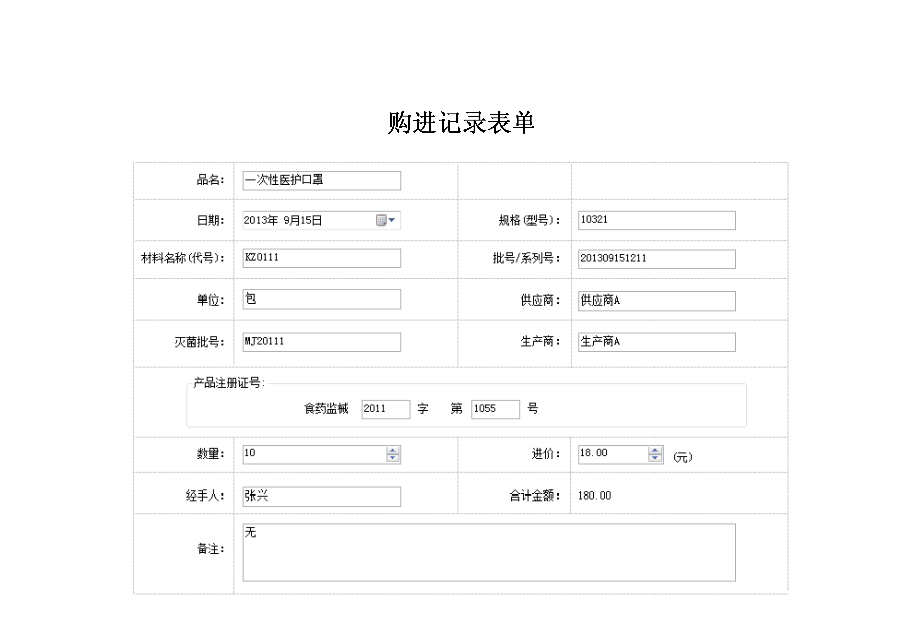 购进记录表单
品名： 一次性医护口罩
日期： 2013年 9月15日 规格(型号)： 10321
材料名称(代号)： KZ0111 批号/系列号： 201309151211
单位： 包 供应商： 供应商A
灭菌批号： MJ20111 生产商： 生产商A
产品注册证号：
食药监械 2011 字 第 1055 号
数量： 10 进价： 18.00 (元)
经手人： 张兴 合计金额： 180.00
备注： 无